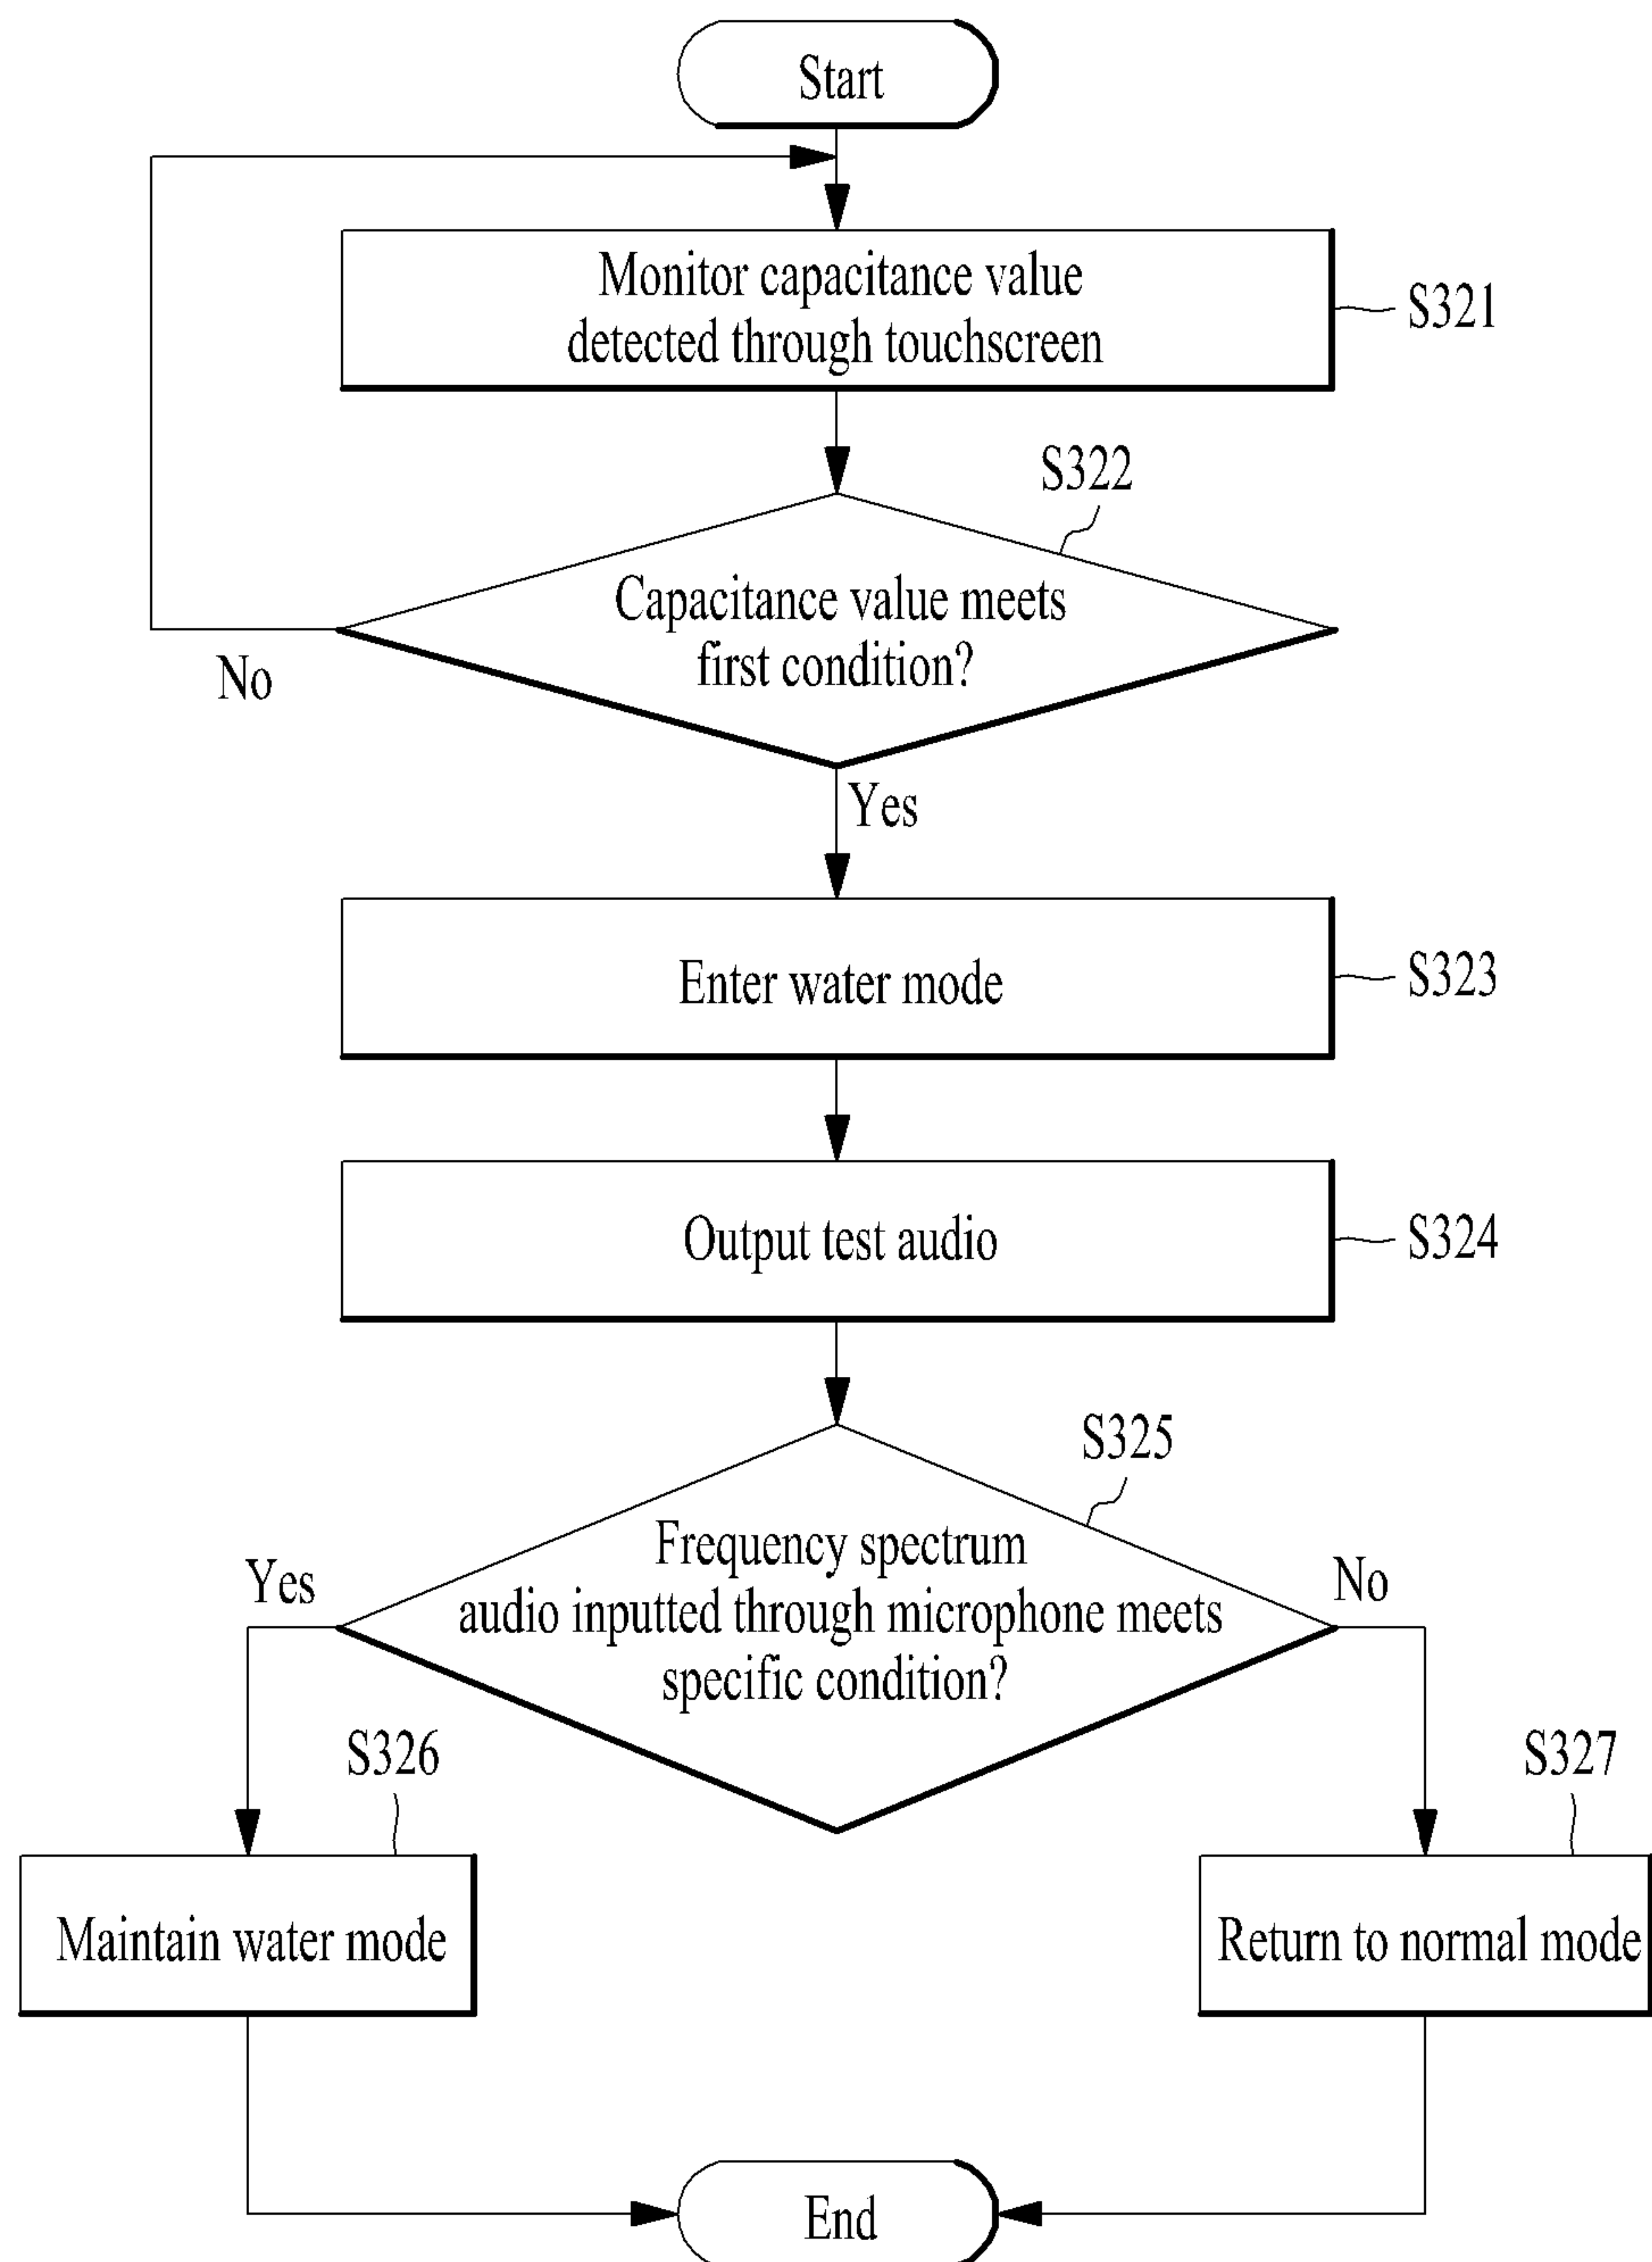 Start
Monitor capacitance value
detected through touchscreen
S321
S322
Capacitance value meets
first condition?
No
Yes
Enter water mode
S323
Output test audio
S324
S325
Frequency spectrum
audio inputted through microphone meets
specific condition?
Yes
No
S326
S327
Maintain water mode
Return to normal mode
End